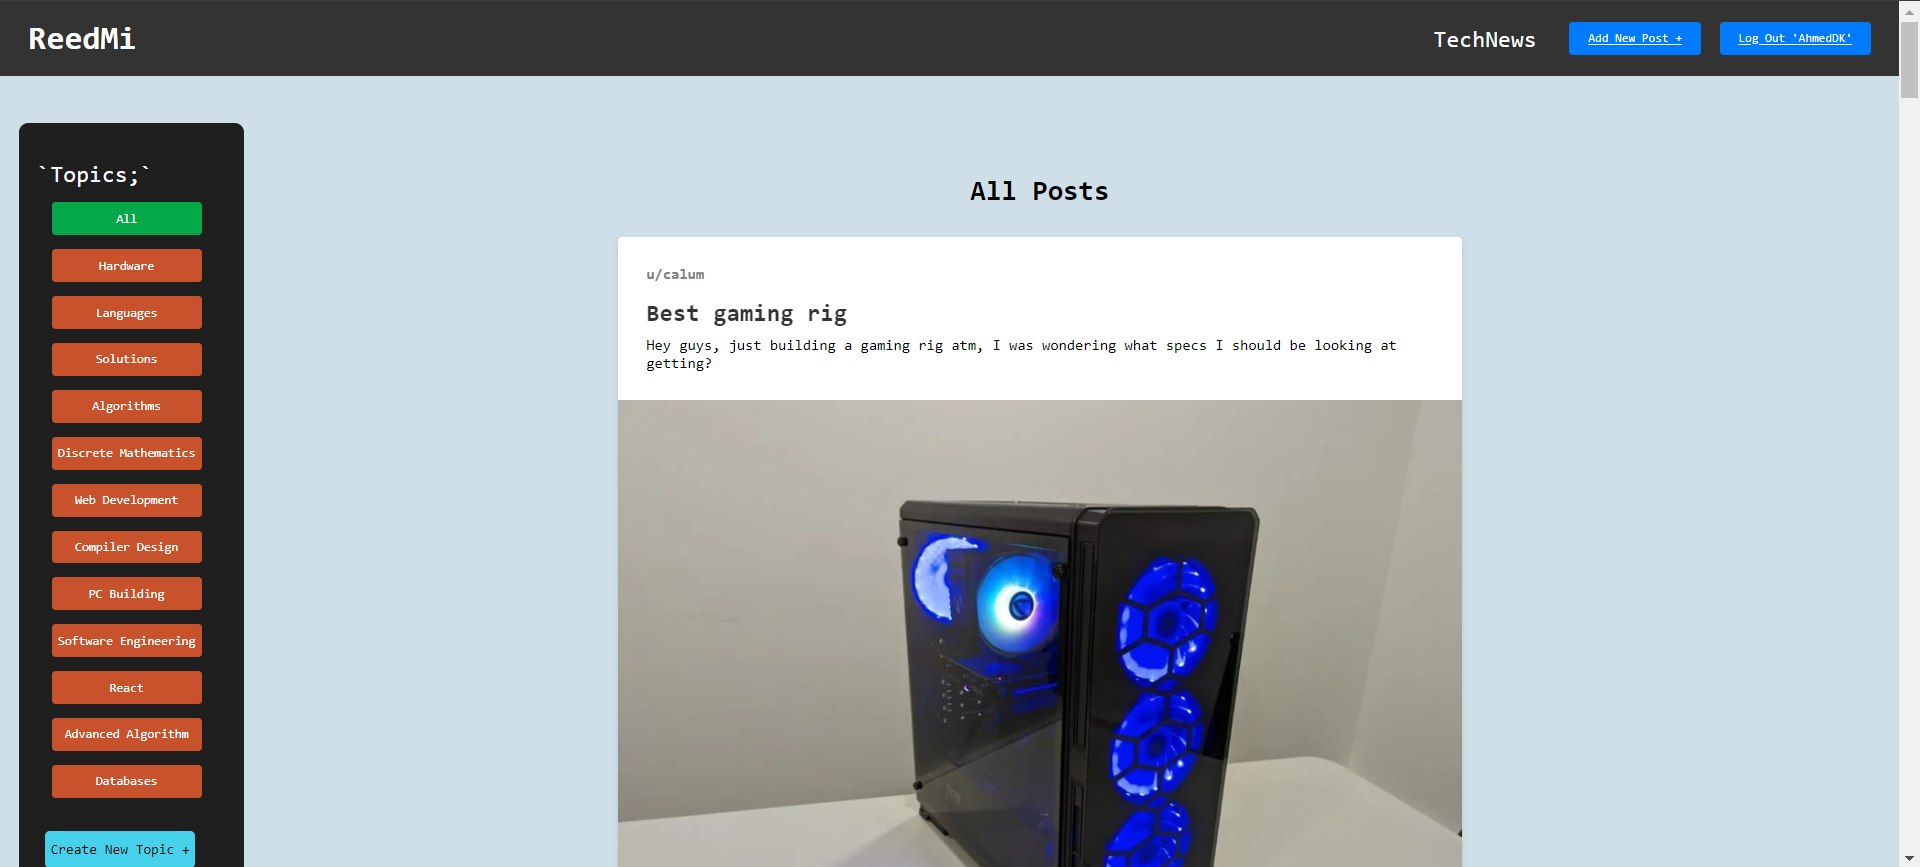 ReedMi
TechNews
Add New Post +
Log Out 'AhmedDK'
`Topics;`
All
Hardware
Languages
Solutions
Algorithms
Discrete Mathematics
Web Development
Compiler Design
PC Building
Software Engineering
React
Advanced Algorithm
Databases
Create New Topic +
All Posts
u/calum
Best gaming rig
Hey guys, just building a gaming rig atm, I was wondering what specs I should be looking at
getting?